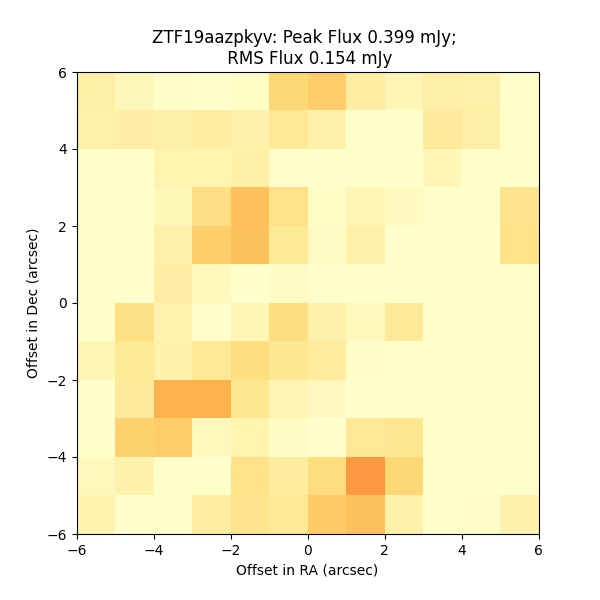 ZTF19aazpkyv: Peak Flux 0.399 mJy;
RMS Flux 0.154 mJy
6
4
2
0
−2
−4
−6
Offset in Dec (arcsec)
−6 −4 −2 0 2 4 6
Offset in RA (arcsec)